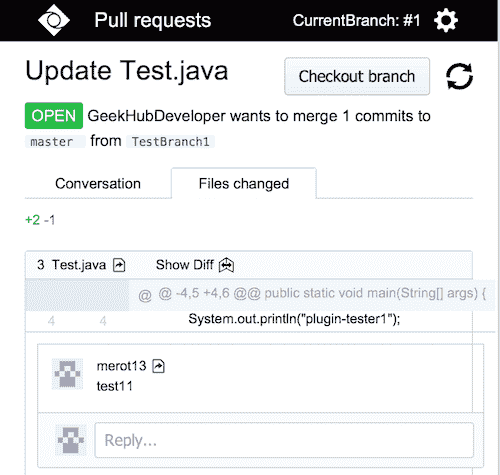 Pull requests CurrentBranch: #1
Update Test.java Checkout branch
OPEN GeekHubDeveloper wants to merge 1 commits to
master from TestBranch1
Conversation Files changed
+2 -1
3 Test.java Show Diff
@ @ -4,5 +4,6 @@ public static void main(String[] args) {
4 4 System.out.println("plugin-tester1");
merot13
test11
Reply...